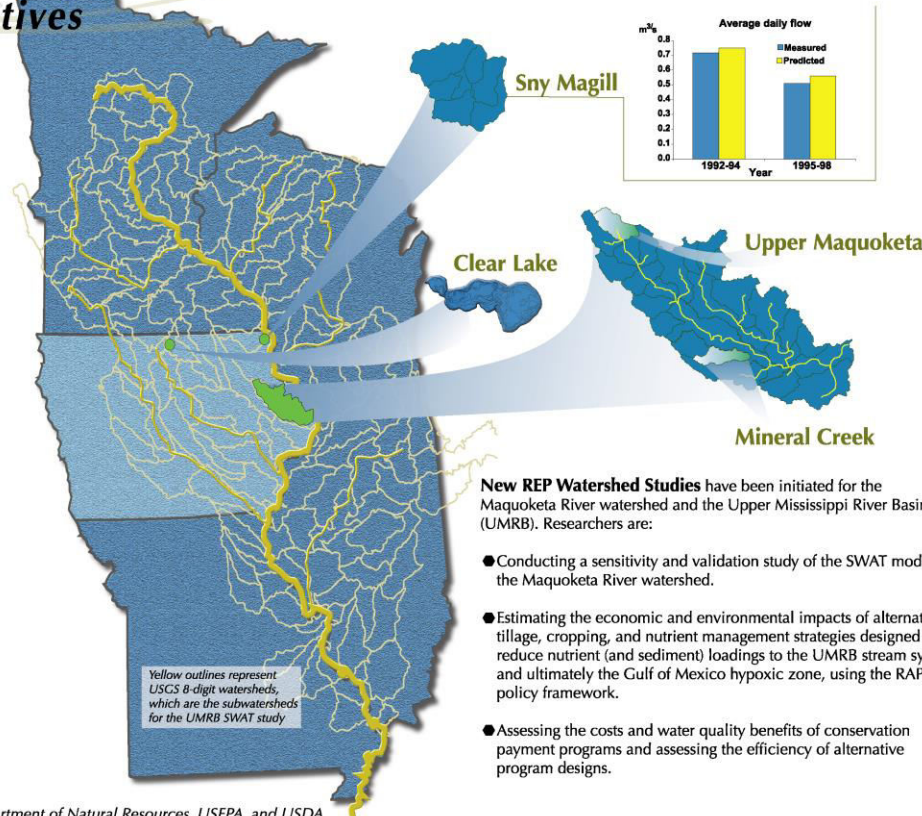 tives
Average daily flow
m³/s
0.8
0.7
0.6
0.5
0.4
0.3
0.2
0.1
0.0
Measured
Predicted
1992-94
1995-98
Year
Sny Magill
Clear Lake
Upper Maquoketa
Mineral Creek
New REP Watershed Studies have been initiated for the
Maquoketa River watershed and the Upper Mississippi River Basin
(UMRB). Researchers are:
Conducting a sensitivity and validation study of the SWAT mod
the Maquoketa River watershed.
Estimating the economic and environmental impacts of alternat
tillage, cropping, and nutrient management strategies designed
reduce nutrient (and sediment) loadings to the UMRB stream sy
and ultimately the Gulf of Mexico hypoxic zone, using the RAP
policy framework.
Assessing the costs and water quality benefits of conservation
payment programs and assessing the efficiency of alternative
program designs.
Yellow outlines represent
USGS 8-digit watersheds,
which are the subwatersheds
for the UMRB SWAT study
artment of Natural Resources, USEPA, and USDA